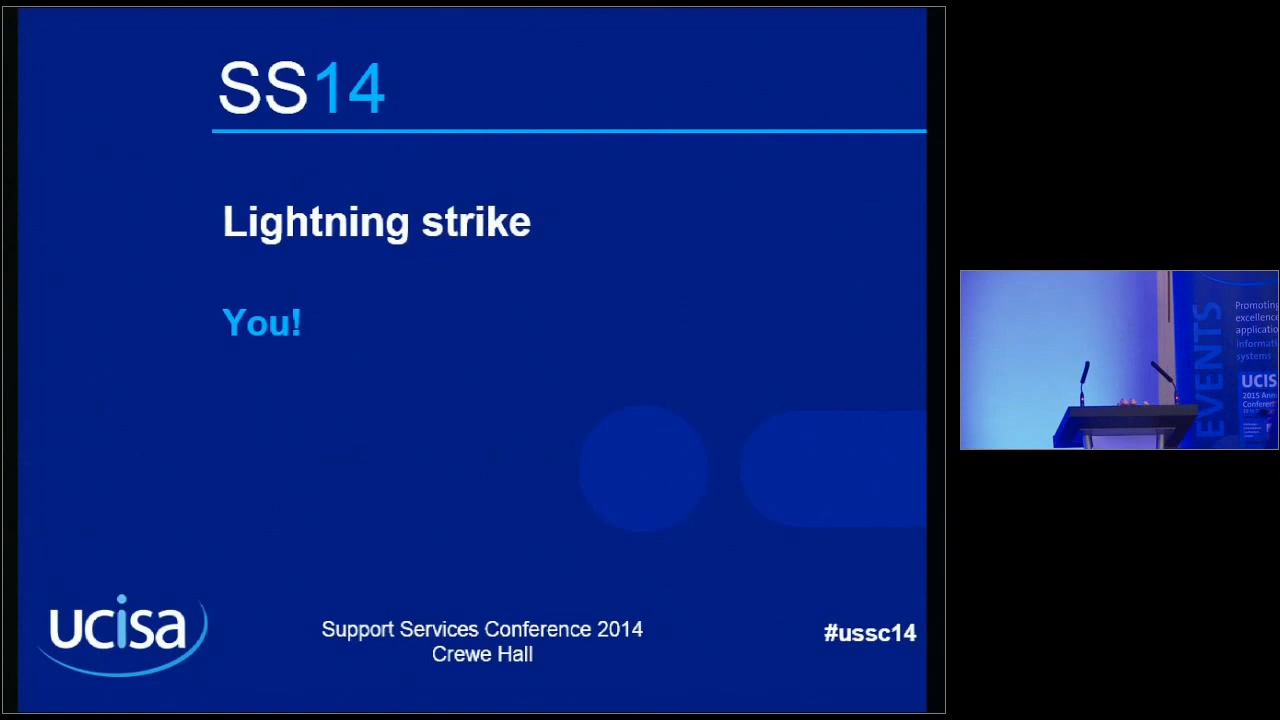 SS14
Lightning strike
You!
ucisa
Support Services Conference 2014
Crewe Hall
#ussc14
EVENTS
Promoting
excellence
applicatio
informati
systems
UCIS
2015 Ann
Conferen